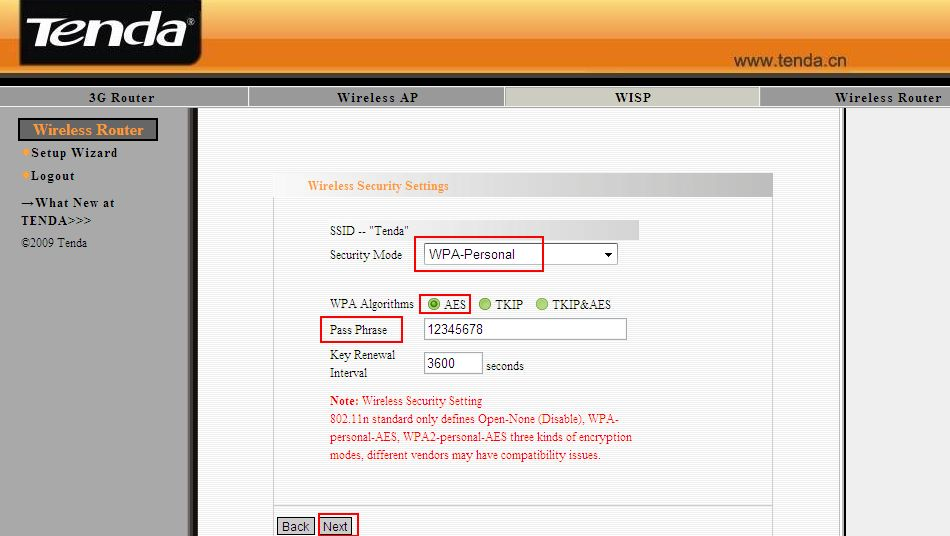 Tenda®
www.tenda.cn
3G Router
Wireless AP
WISP
Wireless Router
Wireless Router
Setup Wizard
Logout
→What New at
TENDA>>>
©2009 Tenda
Wireless Security Settings
SSID -- "Tenda"
Security Mode WPA-Personal
WPA Algorithms AES TKIP TKIP&AES
Pass Phrase 12345678
Key Renewal
Interval 3600 seconds
Note: Wireless Security Setting
802.11n standard only defines Open-None (Disable), WPA-
personal-AES, WPA2-personal-AES three kinds of encryption
modes, different vendors may have compatibility issues.
Back Next